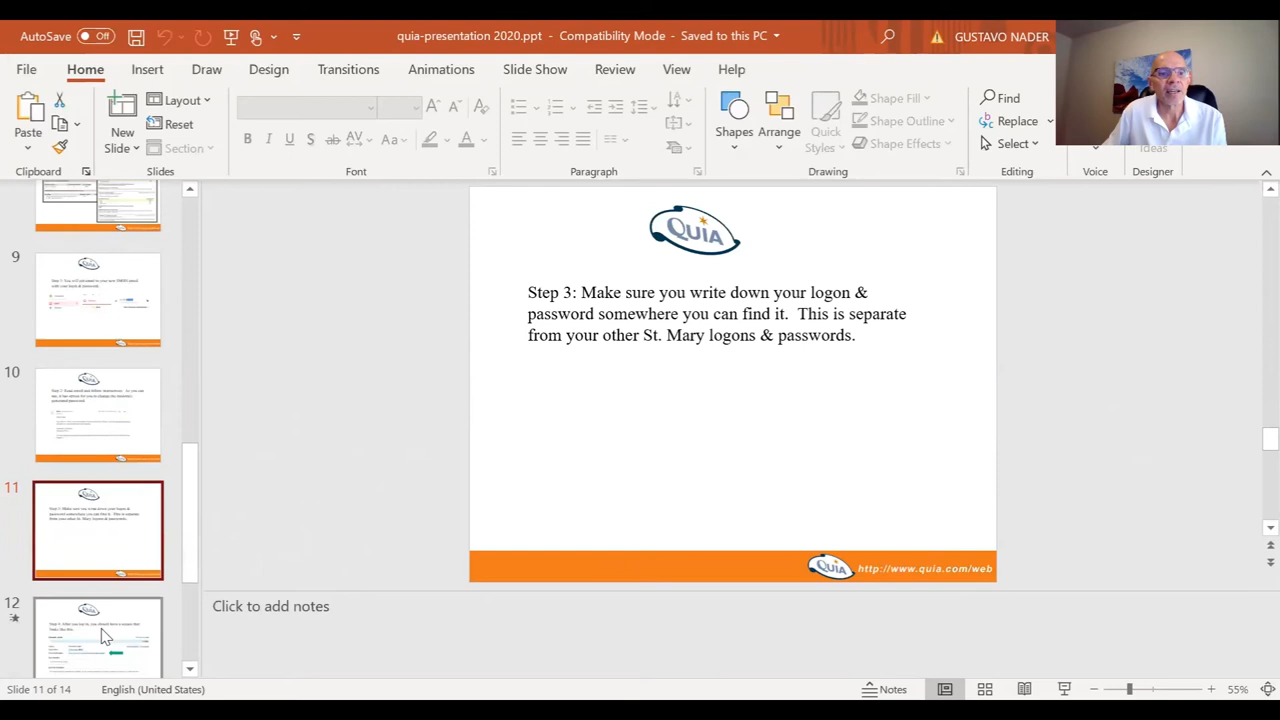 AutoSave Off
quia-presentation 2020.ppt - Compatibility Mode - Saved to this PC
GUSTAVO NADER
File Home Insert Draw Design Transitions Animations Slide Show Review View Help
Paste
Clipboard
New Slide
Layout
Reset
Section
Slides
Font
Paragraph
Shapes
Arrange
Quick Styles
Shape Fill
Shape Outline
Shape Effects
Drawing
Find
Replace
Select
Editing
Voice
Ideas
Designer
9
10
11
12
QUIA
Step 3: Make sure you write down your logon &
password somewhere you can find it. This is separate
from your other St. Mary logons & passwords.
QUIA http://www.quia.com/web
Click to add notes
Slide 11 of 14 English (United States) Notes 55%